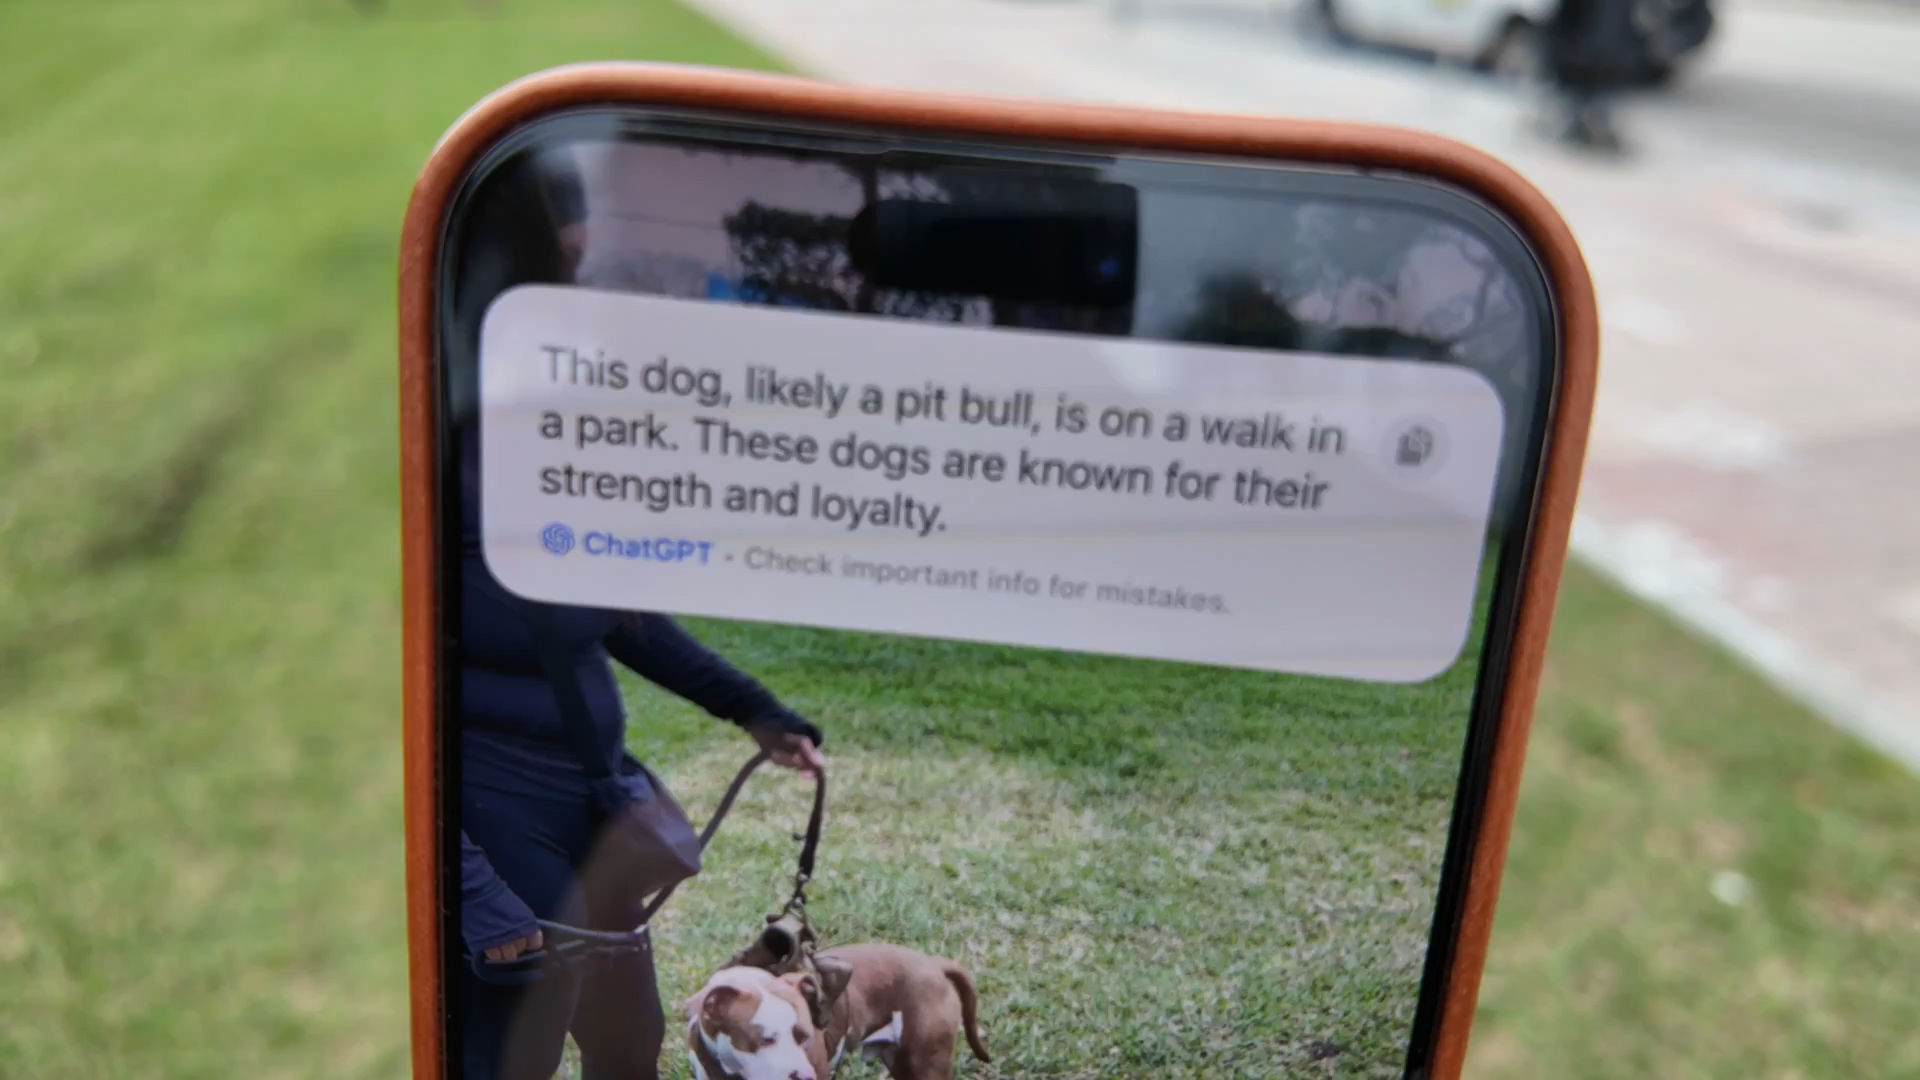 This dog, likely a pit bull, is on a walk in
a park. These dogs are known for their
strength and loyalty.
ChatGPT • Check important info for mistakes.